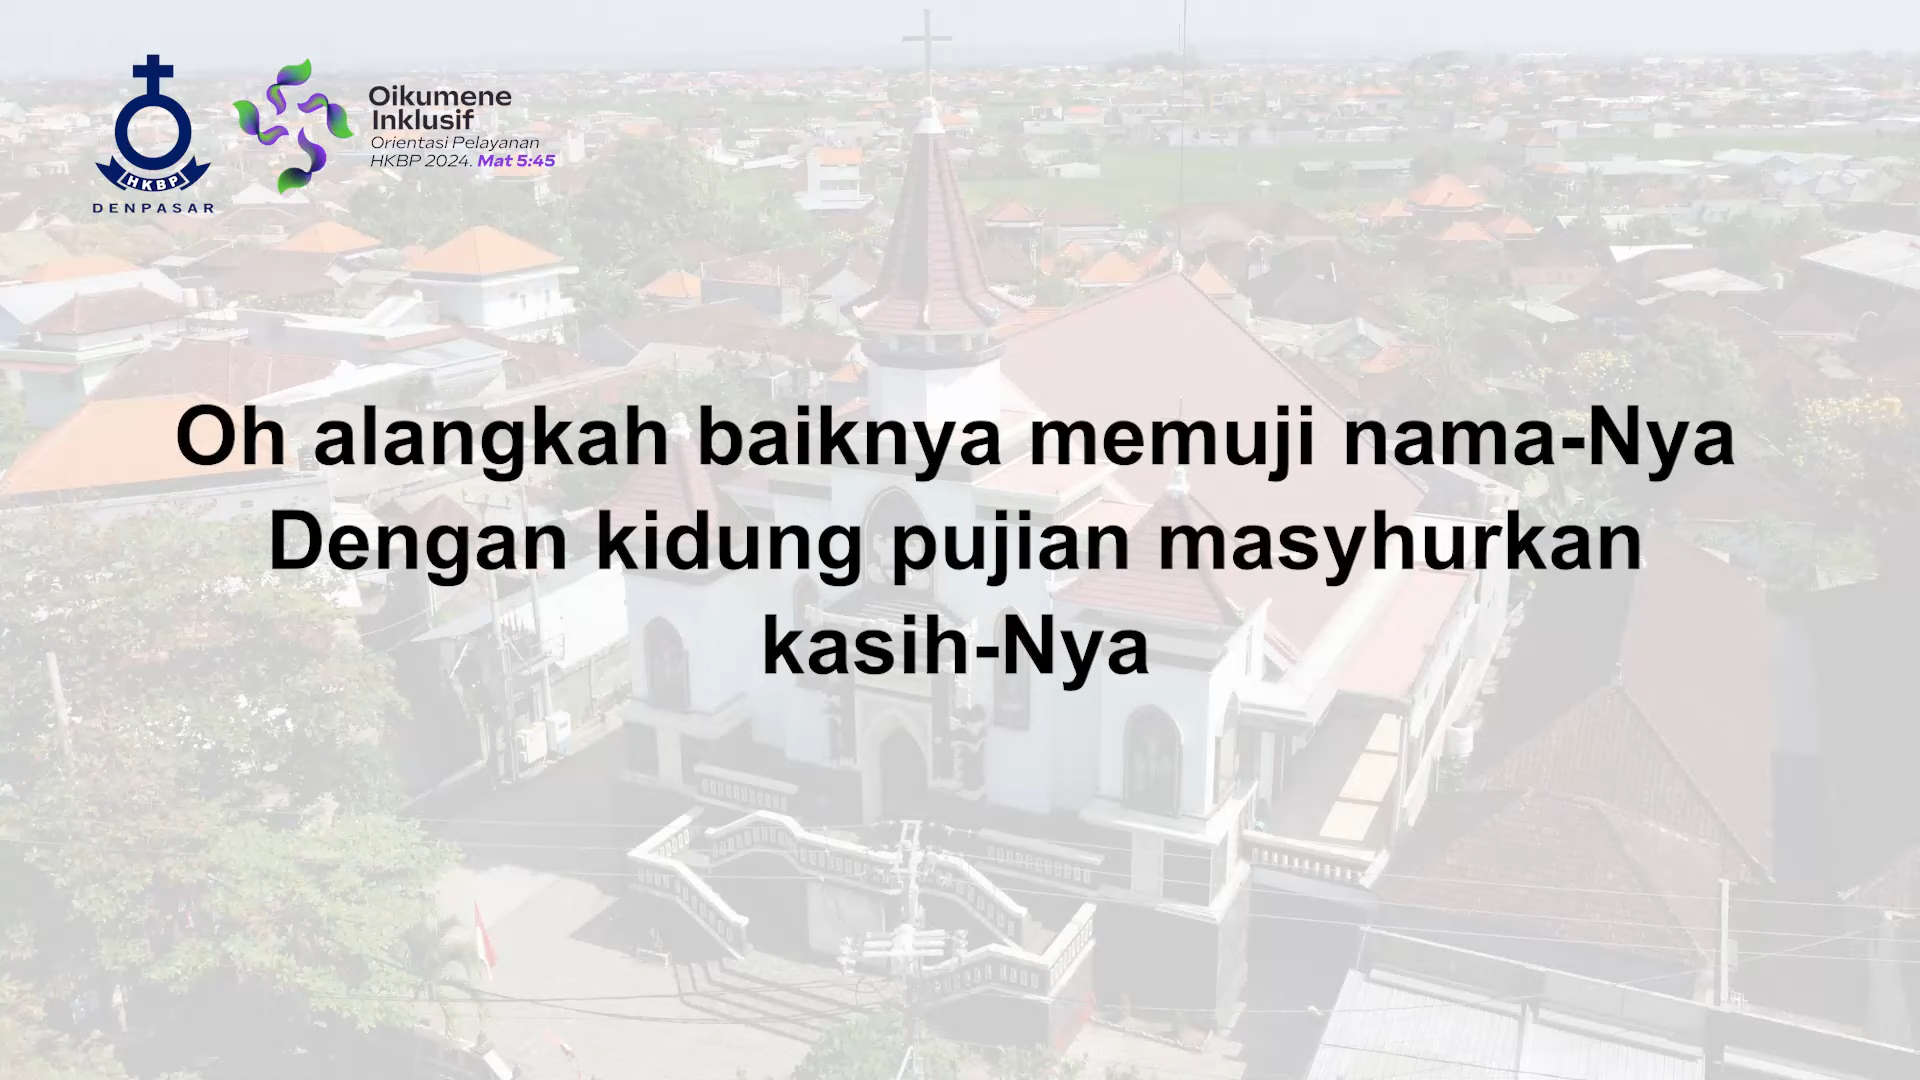 HKBP
DENPASAR
Oikumene
Inklusif
Orientasi Pelayanan
HKBP 2024. Mat 5:45
Oh alangkah baiknya memuji nama-Nya
Dengan kidung pujian masyhurkan
kasih-Nya